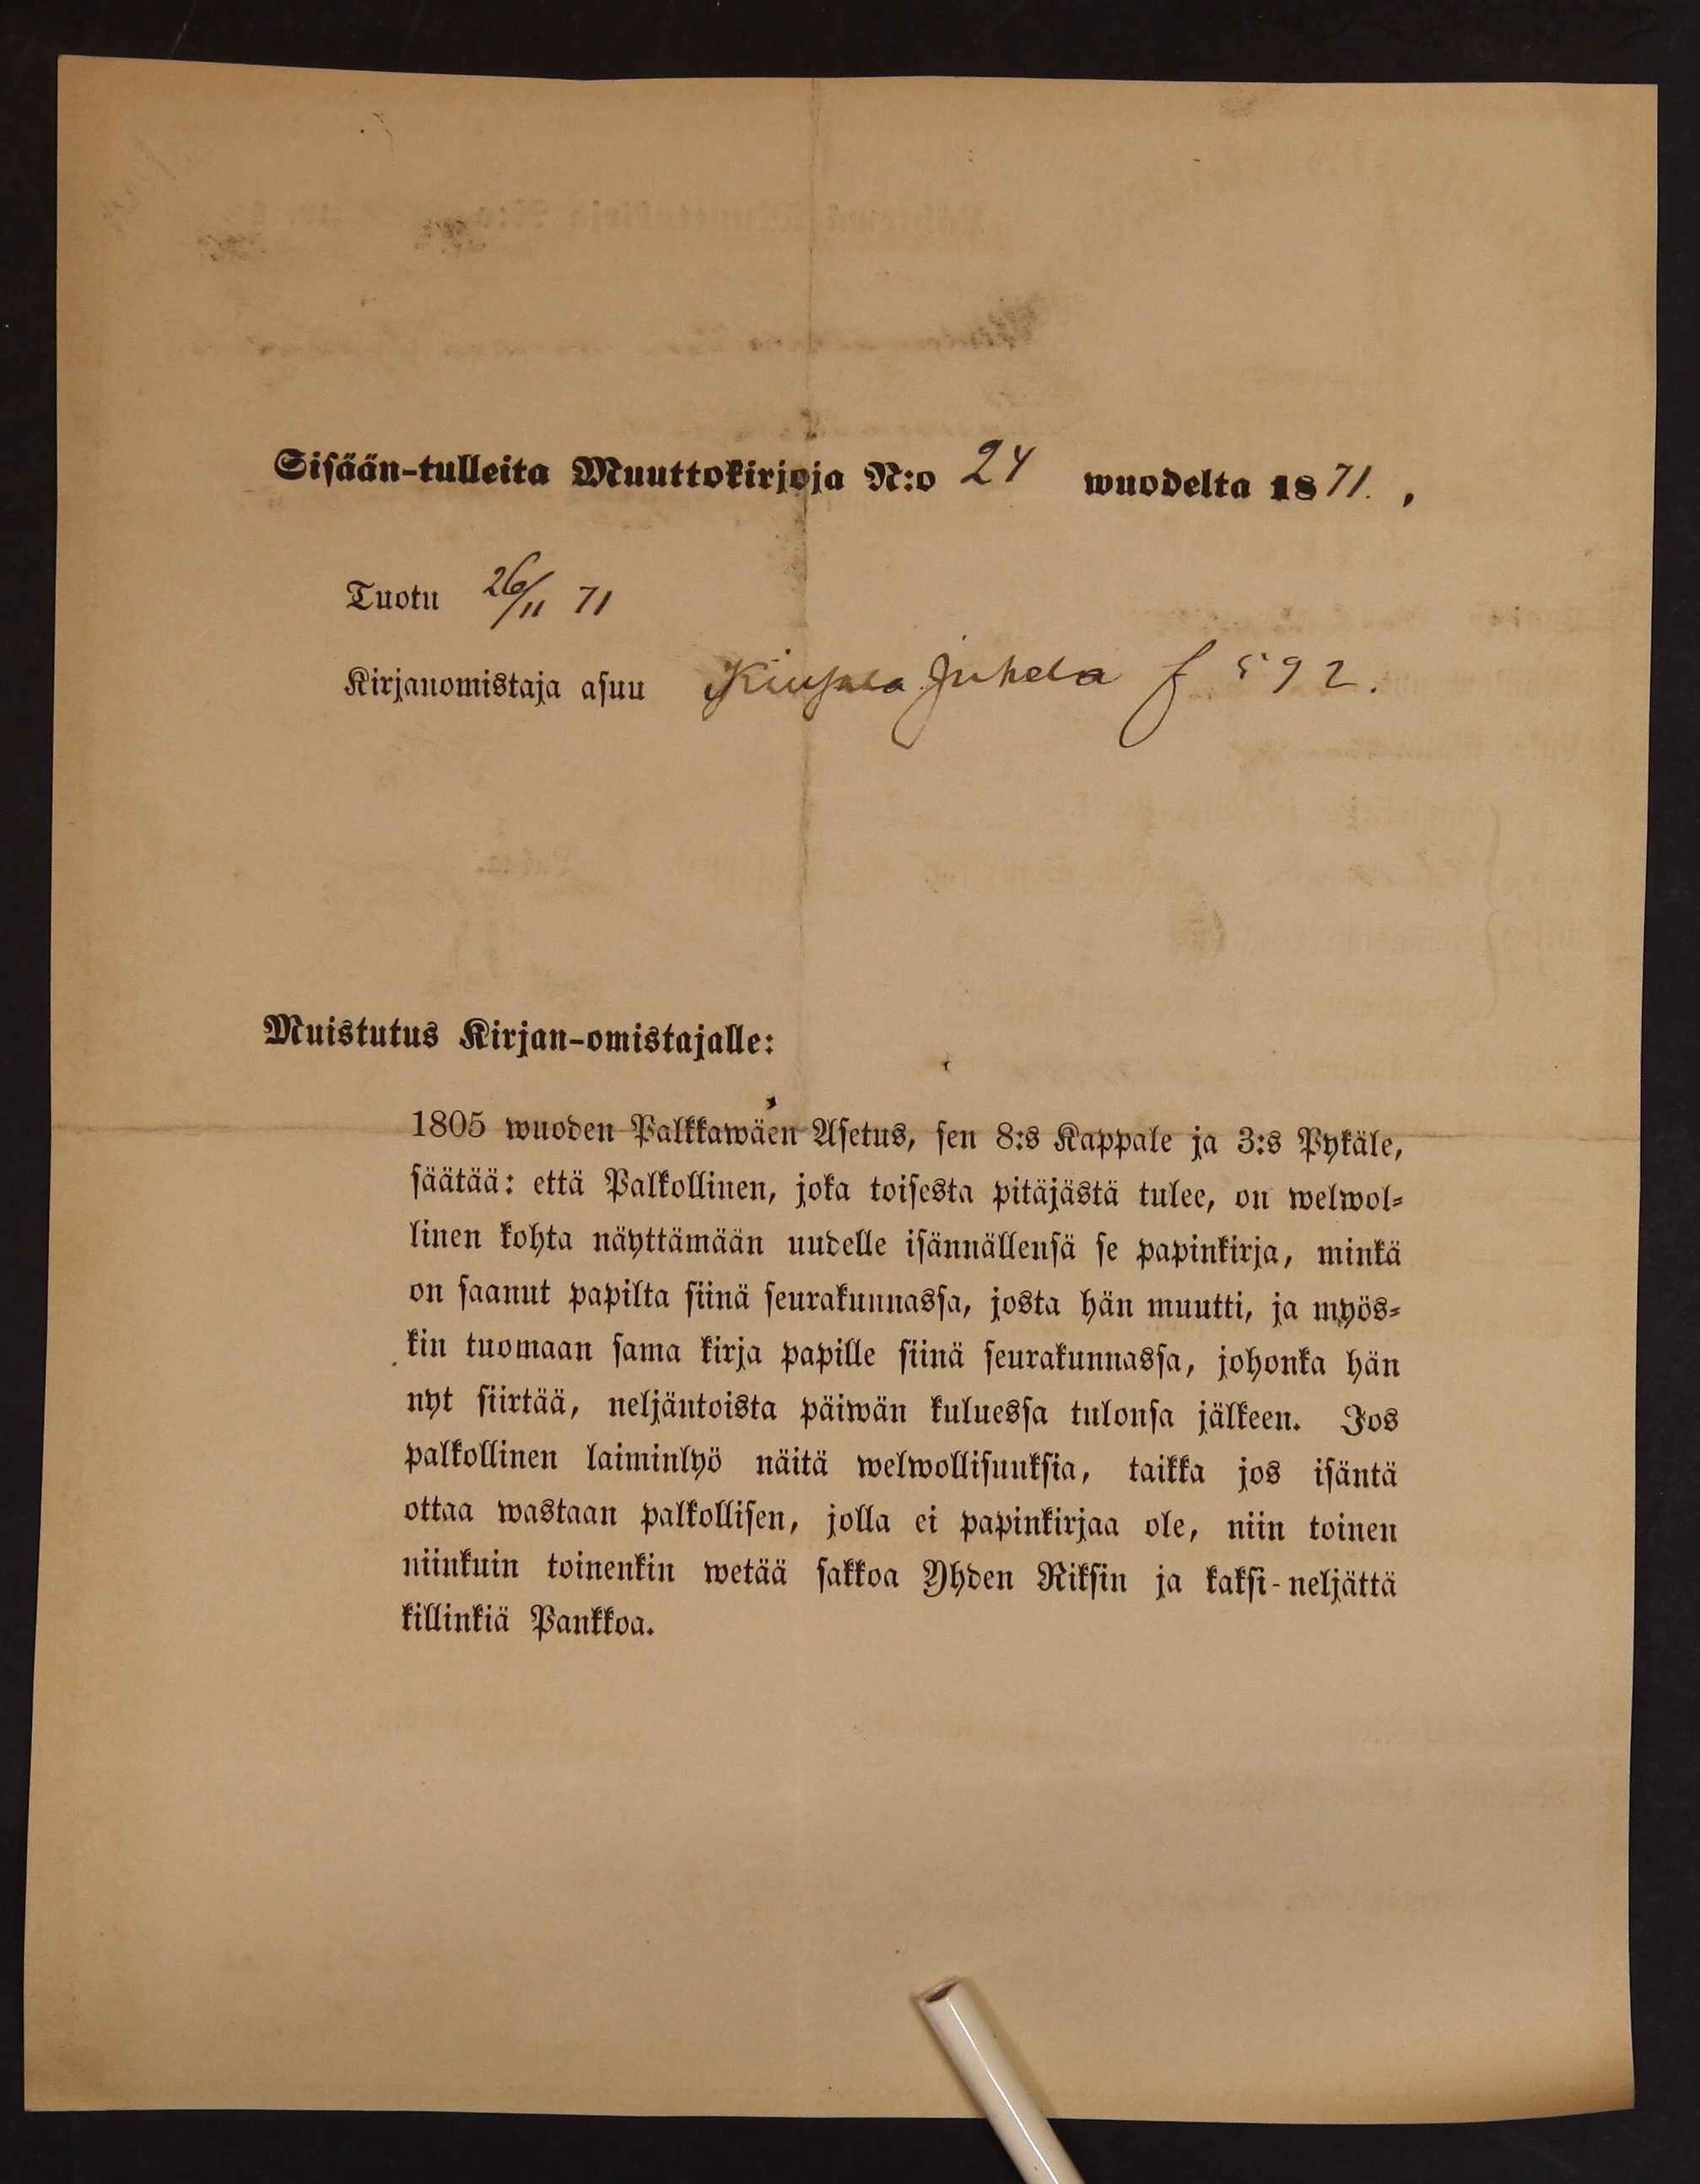 Sisään-tulleita Muuttokirjoja N:o 24 wuodelta 1871.
Tuotu 26/11 71
Kirjanomistaja asuu Juhela f 592.
Muistutus Kirjan-omistajalle:
1805 wuoden Palkkawäen Asetus, sen 8:s Kappale ja 3:s Pykäle,
säätää: että Palkollinen, joka toisesta pitäjästä tulee, on welwol-
linen kohta näyttämään uudelle isännällensä se papinkirja, minkä
on saanut papilta siinä seurakunnassa, josta hän muutti, ja myös-
kin tuomaan sama kirja papille siinä seurakunnassa, johonka hän
nyt siirtää, neljäntoista päiwän kuluessa tulonsa jälkeen. Jos
palkollinen laiminlyö näitä welwollisuuksia, taikka jos isäntä
ottaa wastaan palkollisen, jolla ei papinkirjaa ole, niin toinen
niinkuin toinenkin wetää sakkoa Yhden Riksin ja kaksi-neljättä
killinkiä Pankkoa.